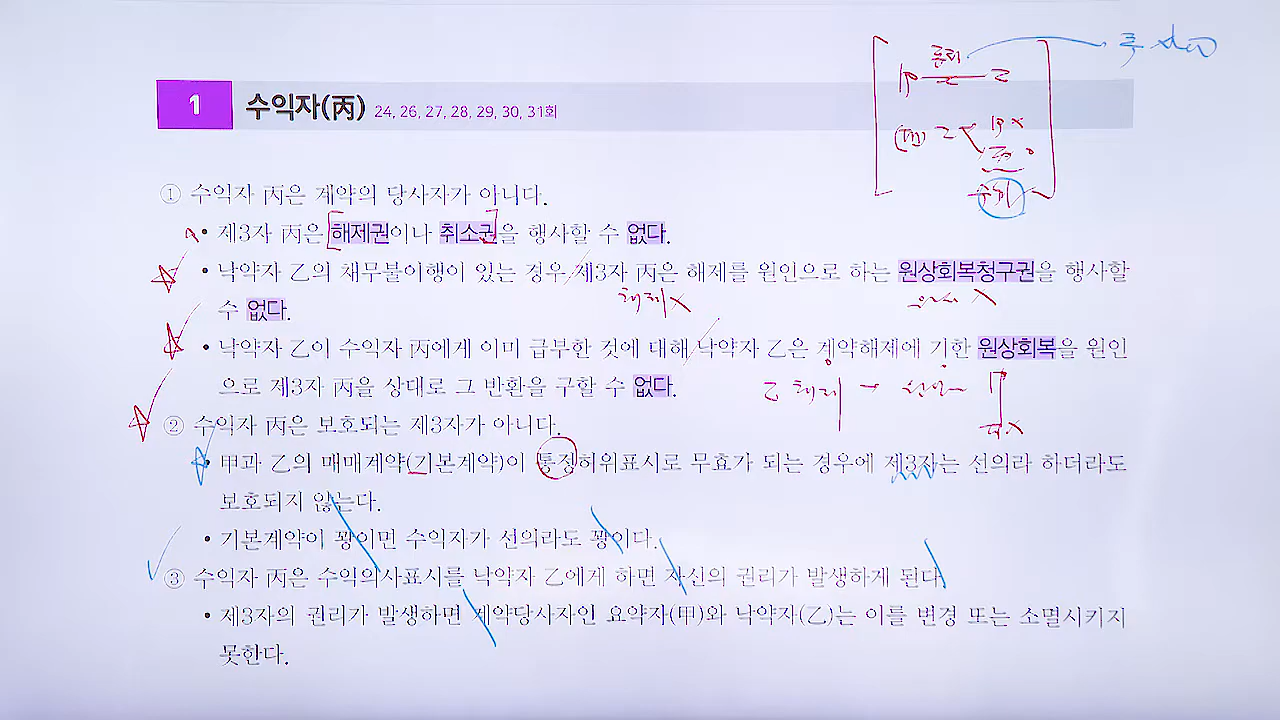 1 수익자(丙) 24, 26, 27, 28, 29, 30, 31회
① 수익자 丙은 계약의 당사자가 아니다.
• 제3자 丙은 해제권이나 취소권을 행사할 수 없다.
• 낙약자 乙의 채무불이행이 있는 경우 제3자 丙은 해제를 원인으로 하는 원상회복청구권을 행사할
수 없다.
• 낙약자 乙이 수익자 丙에게 이미 급부한 것에 대해 낙약자 乙은 계약해제에 기한 원상회복을 원인
으로 제3자 丙을 상대로 그 반환을 구할 수 없다.
② 수익자 丙은 보호되는 제3자가 아니다.
• 甲과 乙의 매매계약(기본계약)이 통정허위표시로 무효가 되는 경우에 제3자는 선의라 하더라도
보호되지 않는다.
• 기본계약이 꽝이면 수익자가 선의라도 꽝이다.
③ 수익자 丙은 수익의사표시를 낙약자 乙에게 하면 자신의 권리가 발생하게 된다.
• 제3자의 권리가 발생하면 계약당사자인 요약자(甲)와 낙약자(乙)는 이를 변경 또는 소멸시키지
못한다.